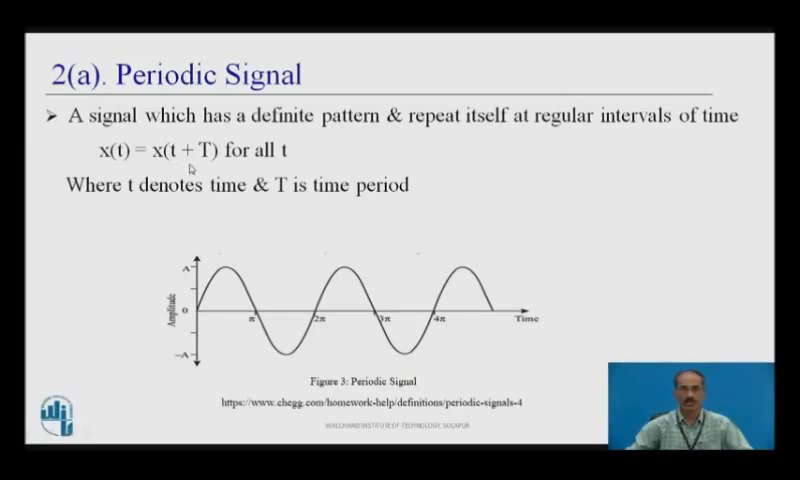 2(a). Periodic Signal
➢ A signal which has a definite pattern & repeat itself at regular intervals of time
x(t) = x(t + T) for all t
Where t denotes time & T is time period
A
Amplitude
0
π
2π
3π
4π
Time
-A
Figure 3: Periodic Signal
https://www.chegg.com/homework-help/definitions/periodic-signals-4
WALCHAND INSTITUTE OF TECHNOLOGY, SOLAPUR